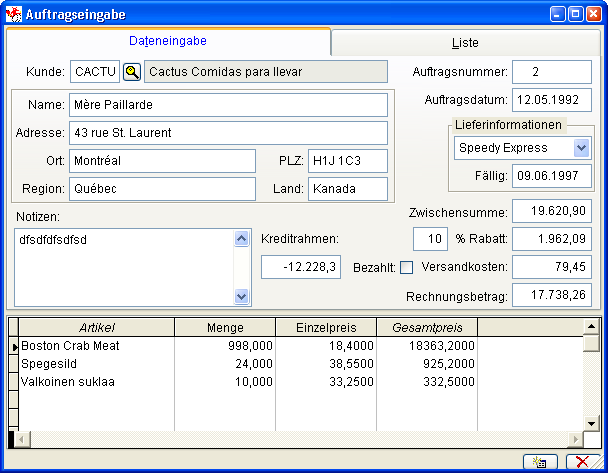 Auftragseingabe
Dateneingabe Liste
Kunde: CACTU Cactus Comidas para llevar Auftragsnummer: 2
Auftragsdatum: 12.05.1992
Name: Mère Paillarde
Adresse: 43 rue St. Laurent
Ort: Montréal PLZ: H1J 1C3
Region: Québec Land: Kanada
Lieferinformationen
Speedy Express
Fällig: 09.06.1997
Notizen:
dfsdfdfsdfsd
Kreditrahmen:
-12.228,3 Bezahlt:
Zwischensumme: 19.620,90
10 % Rabatt: 1.962,09
Versandkosten: 79,45
Rechnungsbetrag: 17.738,26
Artikel Menge Einzelpreis Gesamtpreis
Boston Crab Meat 998,000 18,4000 18363,2000
Spegesild 24,000 38,5500 925,2000
Valkoinen suklaa 10,000 33,2500 332,5000